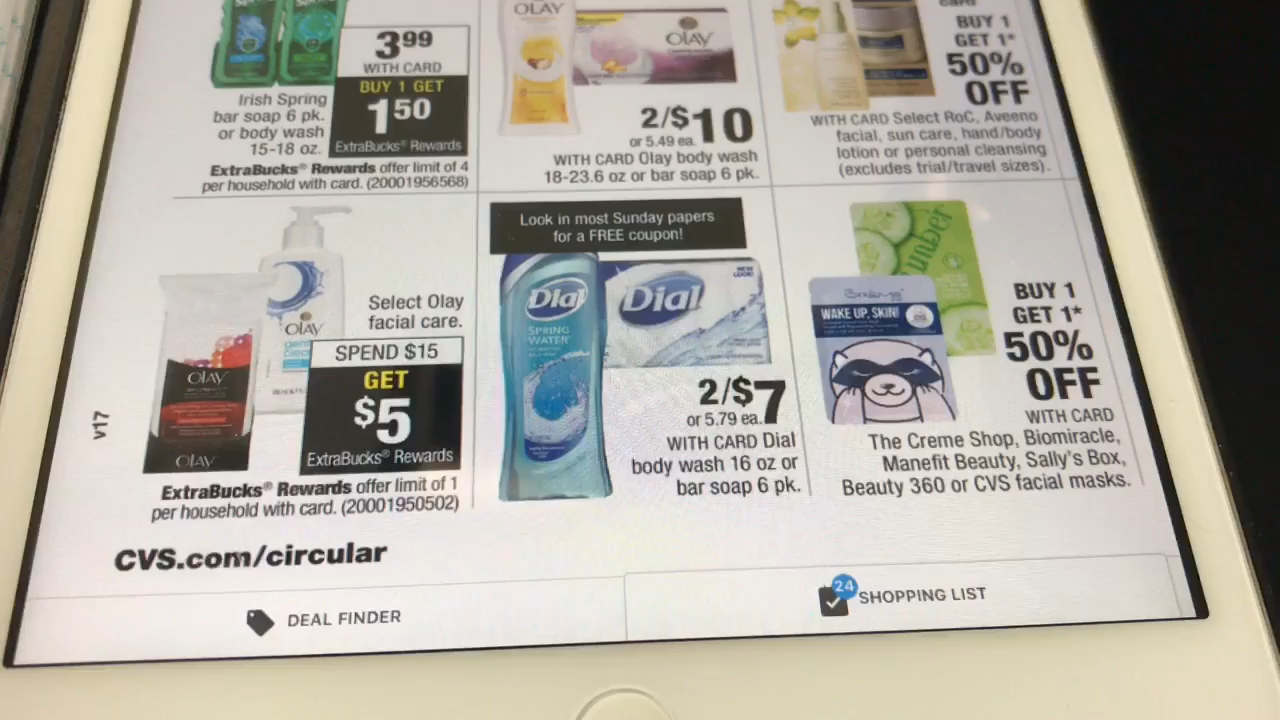 3.99
WITH CARD
BUY 1 GET
1.50
ExtraBucks® Rewards
Irish Spring
bar soap 6 pk.
or body wash
15-18 oz.
ExtraBucks® Rewards offer limit of 4
per household with card. (20001956568)
OLAY
OLAY
2/$10
or 5.49 ea.
WITH CARD Olay body wash
18-23.6 oz or bar soap 6 pk.
card
BUY 1
GET 1*
50%
OFF
WITH CARD Select RoC, Aveeno
facial, sun care, hand/body
lotion or personal cleansing
(excludes trial/travel sizes).
OLAY
OLAY
OLAY
Select Olay
facial care.
SPEND $15
GET
$5
ExtraBucks® Rewards
v17
ExtraBucks® Rewards offer limit of 1
per household with card. (20001950502)
Look in most Sunday papers
for a FREE coupon!
Dial
SPRING
WATER
NEW
LOOK!
Dial
2/$7
or 5.79 ea.
WITH CARD Dial
body wash 16 oz or
bar soap 6 pk.
WAKE UP, SKIN!
BUY 1
GET 1*
50%
OFF
WITH CARD
The Creme Shop, Biomiracle,
Manefit Beauty, Sally's Box,
Beauty 360 or CVS facial masks.
CVS.com/circular
DEAL FINDER
24
SHOPPING LIST